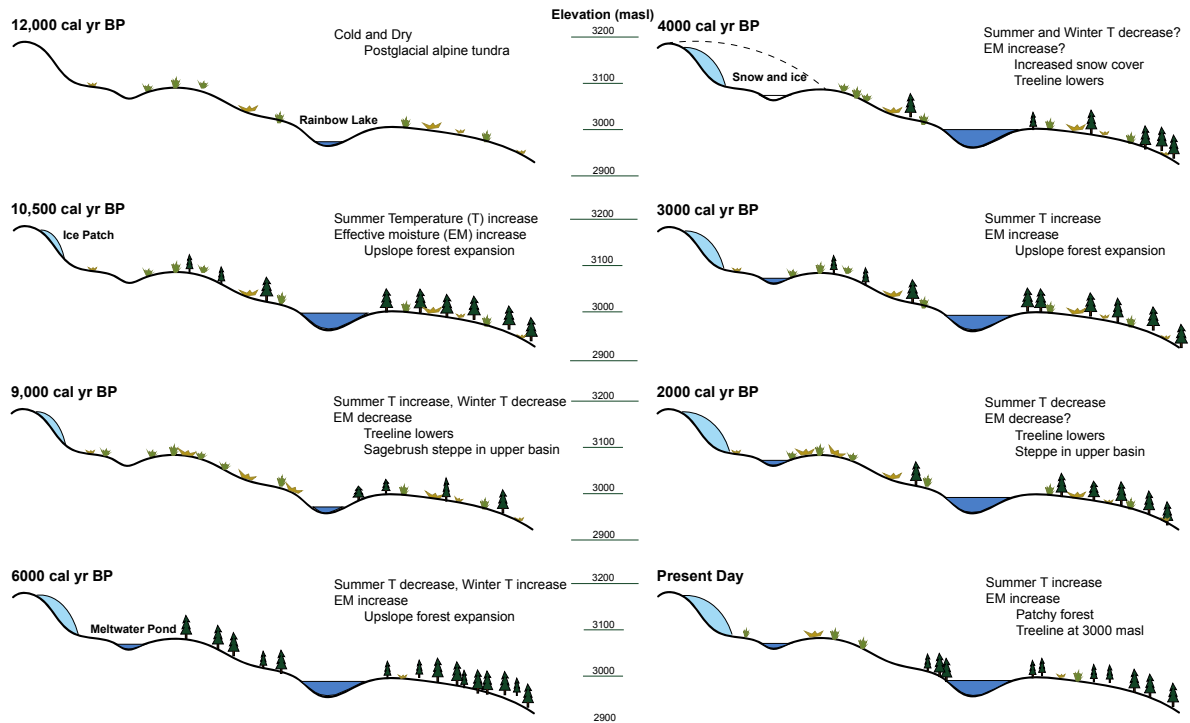 12,000 cal yr BP
Cold and Dry
Postglacial alpine tundra
Rainbow Lake
Elevation (masl)
3200
3100
3000
2900
4000 cal yr BP
Summer and Winter T decrease?
EM increase?
Increased snow cover
Treeline lowers
Snow and ice
10,500 cal yr BP
Ice Patch
Summer Temperature (T) increase
Effective moisture (EM) increase
Upslope forest expansion
3200
3100
3000
2900
3000 cal yr BP
Summer T increase
EM increase
Upslope forest expansion
9,000 cal yr BP
Summer T increase, Winter T decrease
EM decrease
Treeline lowers
Sagebrush steppe in upper basin
3200
3100
3000
2900
2000 cal yr BP
Summer T decrease
EM decrease?
Treeline lowers
Steppe in upper basin
6000 cal yr BP
Meltwater Pond
Summer T decrease, Winter T increase
EM increase
Upslope forest expansion
3200
3100
3000
2900
Present Day
Summer T increase
EM increase
Patchy forest
Treeline at 3000 masl